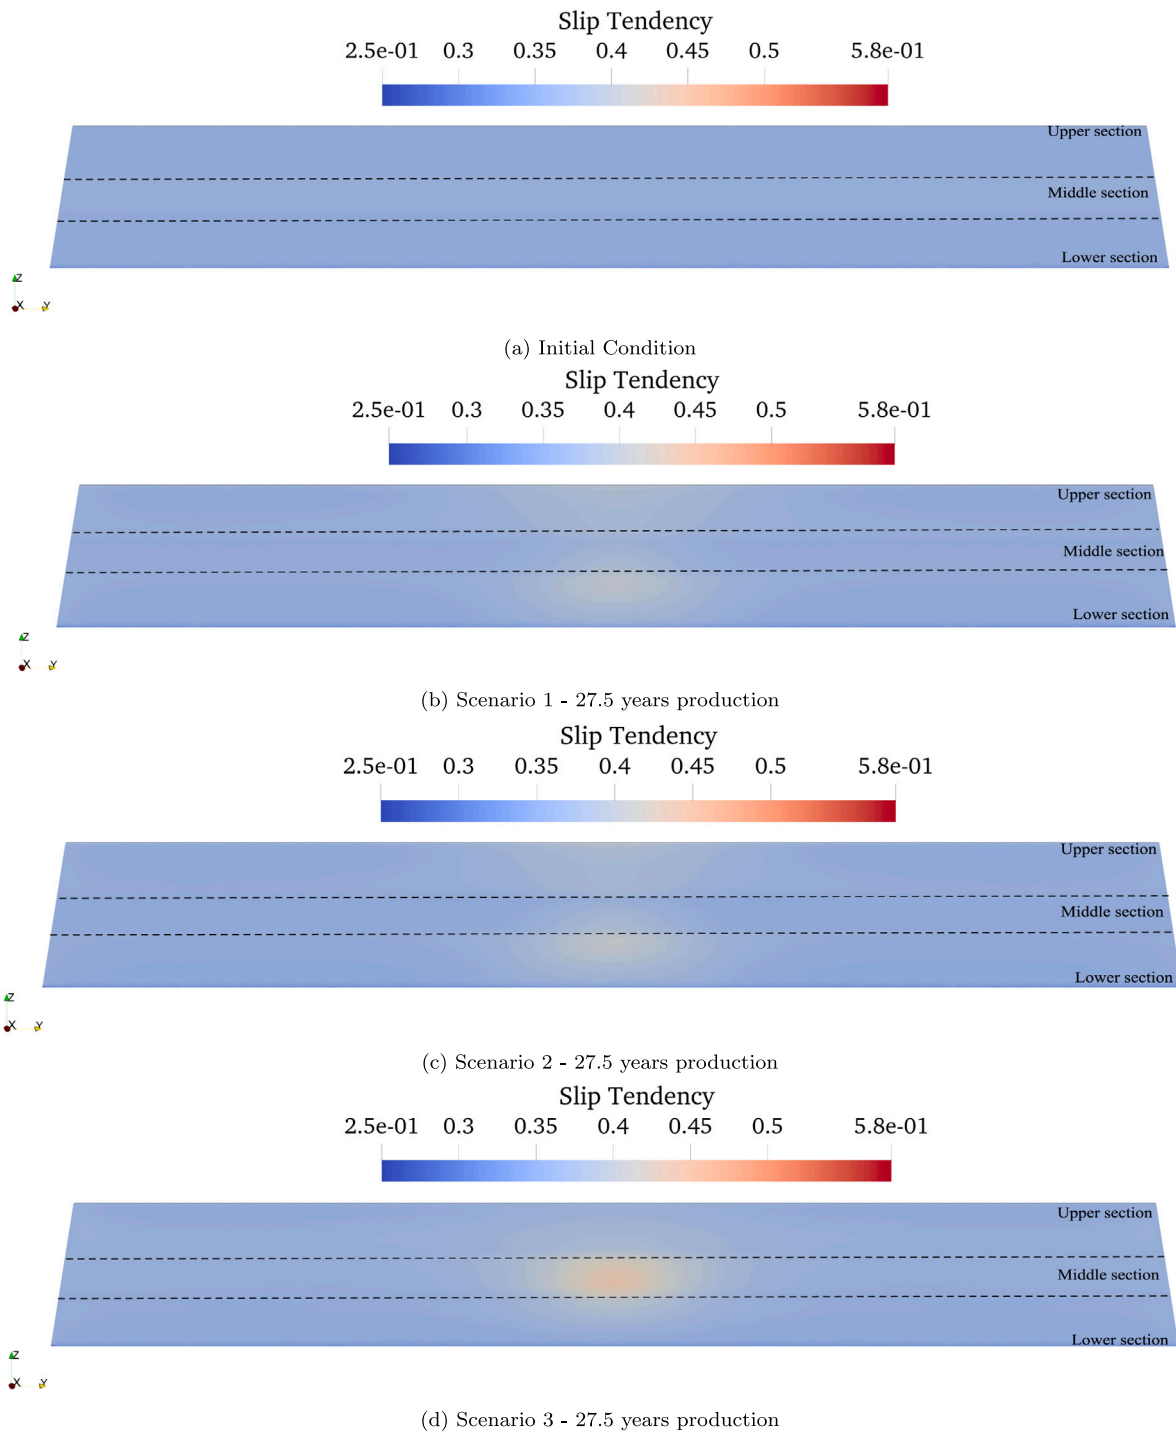 Slip Tendency
2.5e-01 0.3 0.35 0.4 0.45 0.5 5.8e-01
Upper section
Middle section
Lower section
Z
X Y
(a) Initial Condition
Slip Tendency
2.5e-01 0.3 0.35 0.4 0.45 0.5 5.8e-01
Upper section
Middle section
Lower section
Z
X Y
(b) Scenario 1 - 27.5 years production
Slip Tendency
2.5e-01 0.3 0.35 0.4 0.45 0.5 5.8e-01
Upper section
Middle section
Lower section
Z
X Y
(c) Scenario 2 - 27.5 years production
Slip Tendency
2.5e-01 0.3 0.35 0.4 0.45 0.5 5.8e-01
Upper section
Middle section
Lower section
Z
X Y
(d) Scenario 3 - 27.5 years production